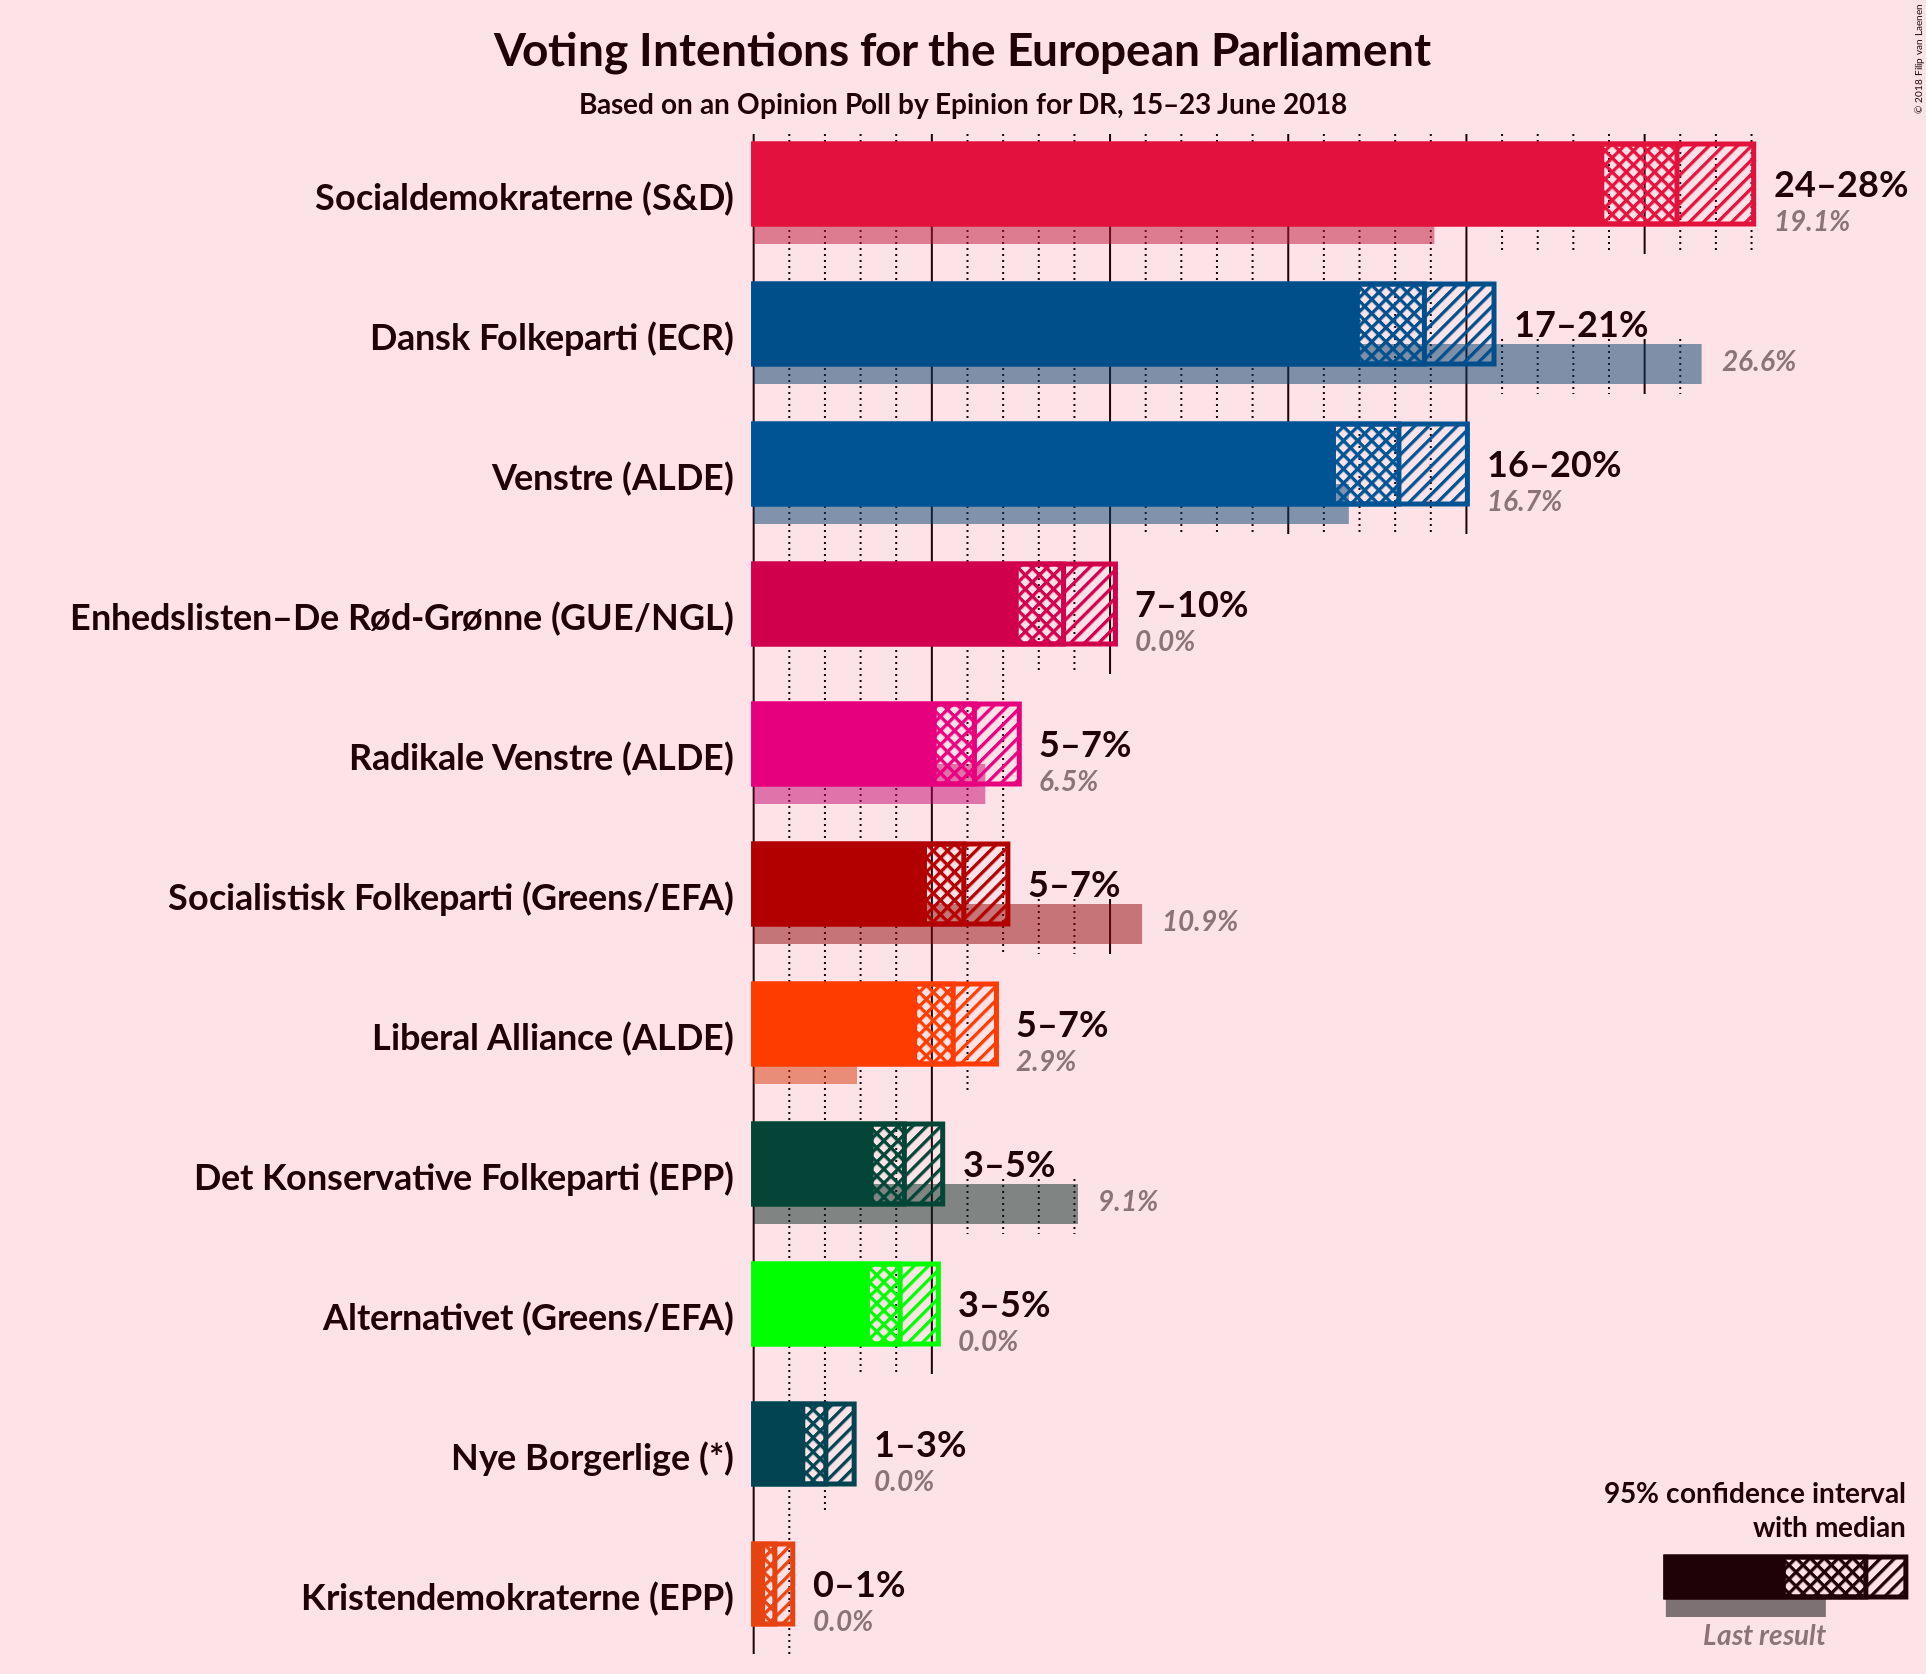 Voting Intentions for the European Parliament
Based on an Opinion Poll by Epinion for DR, 15–23 June 2018
© 2018 Filip van Laenen
Socialdemokraterne (S&D)
24–28%
19.1%
Dansk Folkeparti (ECR)
17–21%
26.6%
Venstre (ALDE)
16–20%
16.7%
Enhedslisten–De Rød-Grønne (GUE/NGL)
7–10%
0.0%
Radikale Venstre (ALDE)
5–7%
6.5%
Socialistisk Folkeparti (Greens/EFA)
5–7%
10.9%
Liberal Alliance (ALDE)
5–7%
2.9%
Det Konservative Folkeparti (EPP)
3–5%
9.1%
Alternativet (Greens/EFA)
3–5%
0.0%
Nye Borgerlige (*)
1–3%
0.0%
Kristendemokraterne (EPP)
0–1%
0.0%
95% confidence interval
with median
Last result